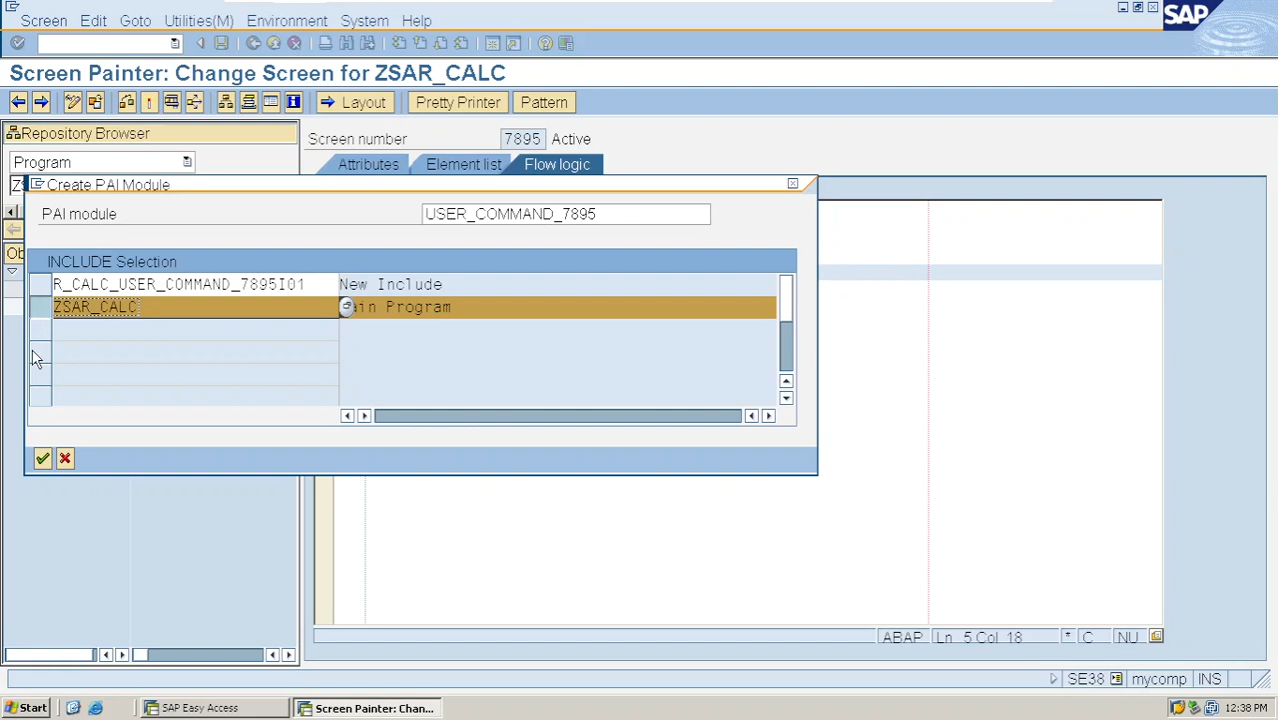 Screen Edit Goto Utilities(M) Environment System Help
SAP
Screen Painter: Change Screen for ZSAR_CALC
Layout Pretty Printer Pattern
Repository Browser
Screen number 7895 Active
Program
Attributes Element list Flow logic
ZS
Create PAI Module
PAI module USER_COMMAND_7895
Ob
INCLUDE Selection
R_CALC_USER_COMMAND_7895I01 New Include
ZSAR_CALC ain Program
ABAP Ln 5 Col 18 * C NU
SE38 mycomp INS
Start SAP Easy Access Screen Painter: Chan... 12:38 PM